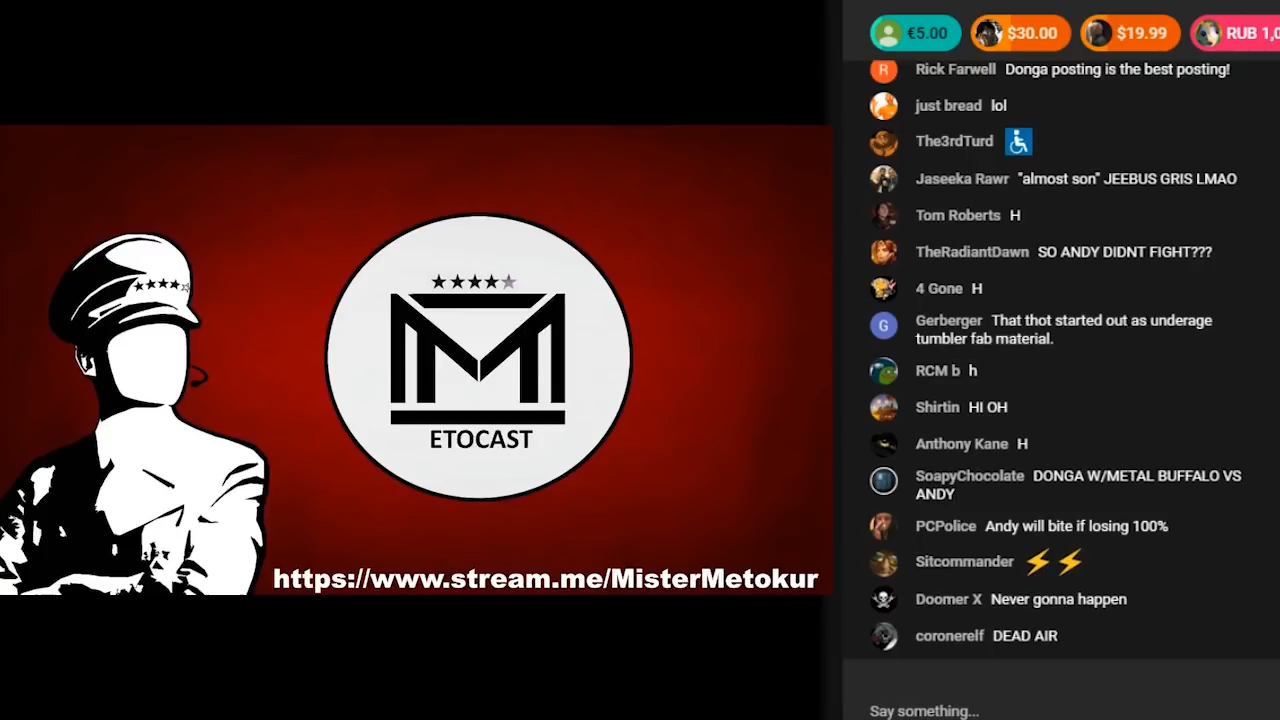 €5.00 $30.00 $19.99 RUB 1,0
Rick Farwell Donga posting is the best posting!
just bread lol
The3rdTurd
Jaseeka Rawr "almost son" JEEBUS GRIS LMAO
Tom Roberts H
TheRadiantDawn SO ANDY DIDNT FIGHT???
4 Gone H
Gerberger That thot started out as underage
tumbler fab material.
RCM b h
Shirtin HI OH
Anthony Kane H
SoapyChocolate DONGA W/METAL BUFFALO VS
ANDY
PCPolice Andy will bite if losing 100%
Sitcommander ⚡⚡
Doomer X Never gonna happen
coronerelf DEAD AIR
Say something...
R
G
M
ETOCAST
https://www.stream.me/MisterMetokur